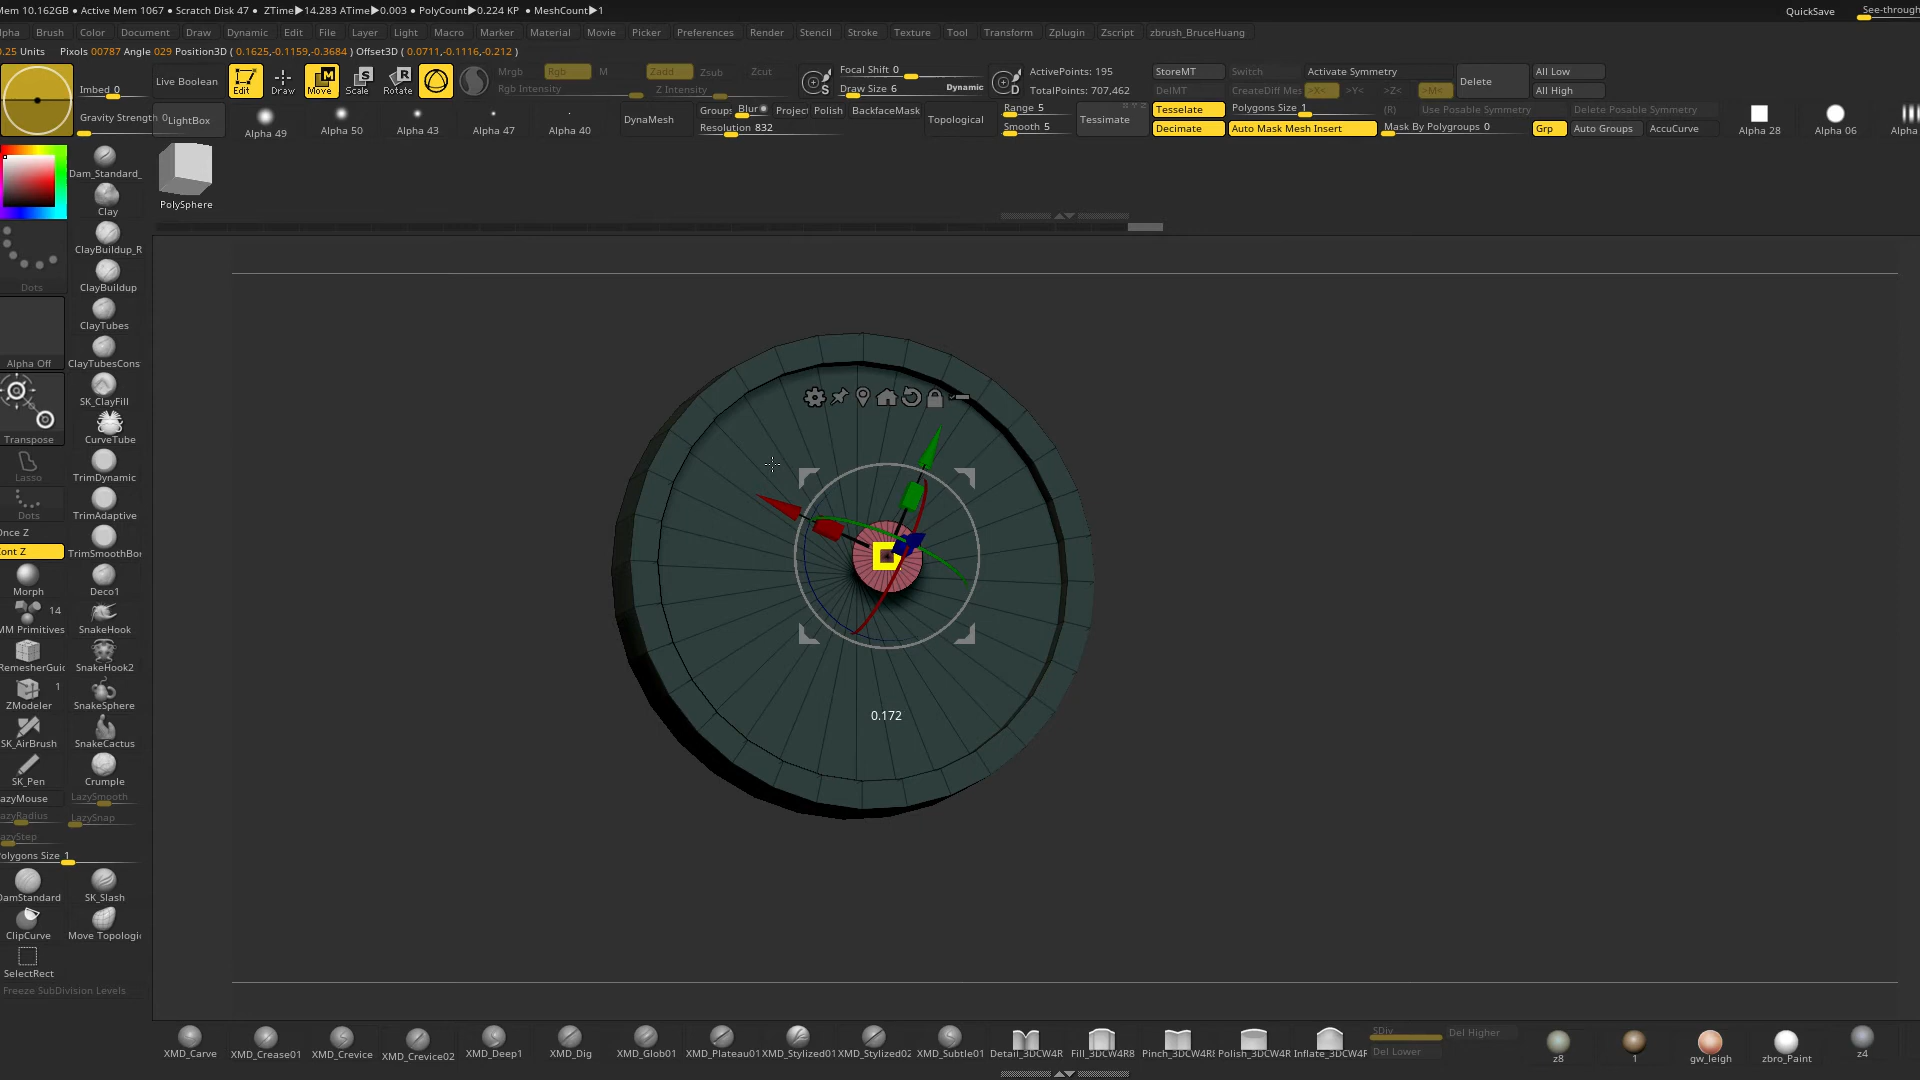 Mem 10.162GB • Active Mem 1067 • Scratch Disk 47 • ZTime▶14.283 ATime▶0.003 • PolyCount▶0.224 KP • MeshCount▶1
QuickSave
See-through
lpha Brush Color Document Draw Dynamic Edit File Layer Light Macro Marker Material Movie Picker Preferences Render Stencil Stroke Texture Tool Transform Zplugin Zscript zbrush_BruceHuang
0.25 Units Pixols 00787 Angle 029 Position3D ( 0.1625,-0.1159,-0.3684 ) Offset3D ( 0.0711,-0.1116,-0.212 )
Imbed 0
Gravity Strength 0
Live Boolean
LightBox
Edit Draw Move Scale Rotate
Mrgb Rgb M
Rgb Intensity
Zadd Zsub Zcut
Z Intensity
Focal Shift 0
Draw Size 6 Dynamic
ActivePoints: 195
TotalPoints: 707,462
StoreMT Switch
DelMT CreateDiff Mes
Activate Symmetry
>X< >Y< >Z< >M< (R)
Delete
All Low
All High
Use Posable Symmetry Delete Posable Symmetry
Alpha 49 Alpha 50 Alpha 43 Alpha 47 Alpha 40
DynaMesh
Groups Blur Project Polish BackfaceMask
Resolution 832
Topological
Range 5
Smooth 5
Tessimate
Tesselate Polygons Size 1
Decimate Auto Mask Mesh Insert
Mask By Polygroups 0
Grp Auto Groups AccuCurve
Alpha 28 Alpha 06 Alpha
PolySphere
Dam_Standard_
Clay
ClayBuildup_R
ClayBuildup
ClayTubes
ClayTubesCons
SK_ClayFill
CurveTube
TrimDynamic
TrimAdaptive
TrimSmoothBor
Deco1
SnakeHook
SnakeHook2
SnakeSphere
SnakeCactus
Crumple
Dots
Alpha Off
Transpose
Lasso
Dots
Once Z
Cont Z
Morph
14
MM Primitives
RemesherGuid
1
ZModeler
SK_AirBrush
SK_Pen
azyMouse LazySmooth
azyRadius LazySnap
azyStep
olygons Size 1
DamStandard SK_Slash
ClipCurve Move Topologic
SelectRect
Freeze SubDivision Levels
0.172
XMD_Carve XMD_Crease01 XMD_Crevice XMD_Crevice02 XMD_Deep1 XMD_Dig XMD_Glob01 XMD_Plateau01 XMD_Stylized01 XMD_Stylized02 XMD_Subtle01 Detail_3DCW4R Fill_3DCW4R8 Pinch_3DCW4R8 Polish_3DCW4R Inflate_3DCW4R
SDiv Del Higher
Del Lower
z8 1 gw_leigh zbro_Paint z4